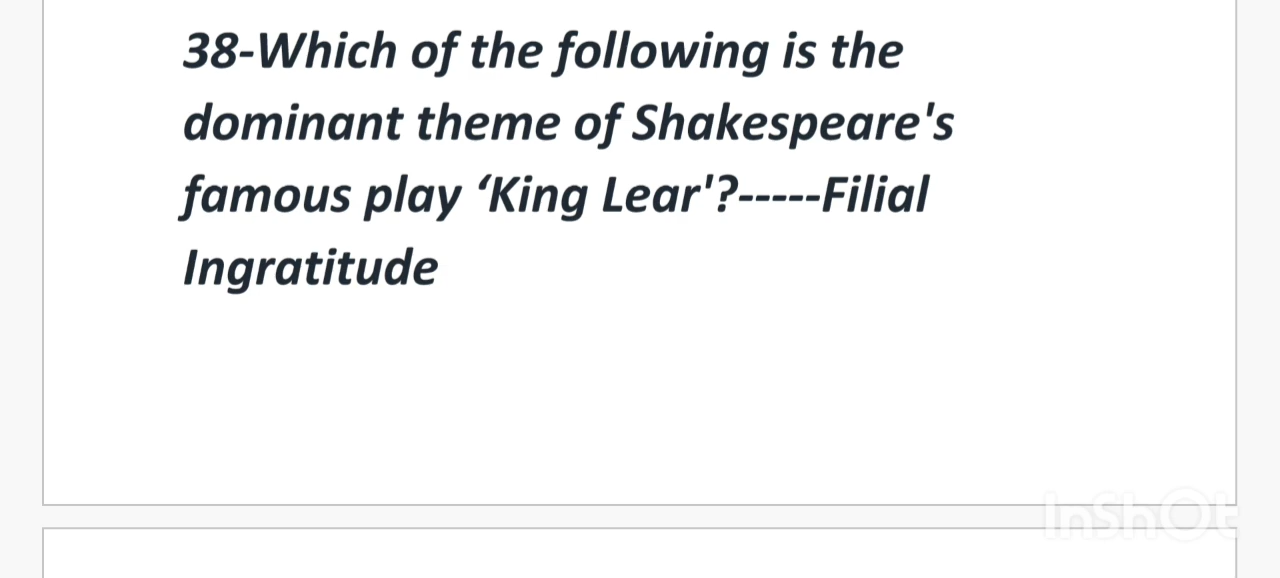 38-Which of the following is the
dominant theme of Shakespeare's
famous play ‘King Lear'?-----Filial
Ingratitude
InShOt